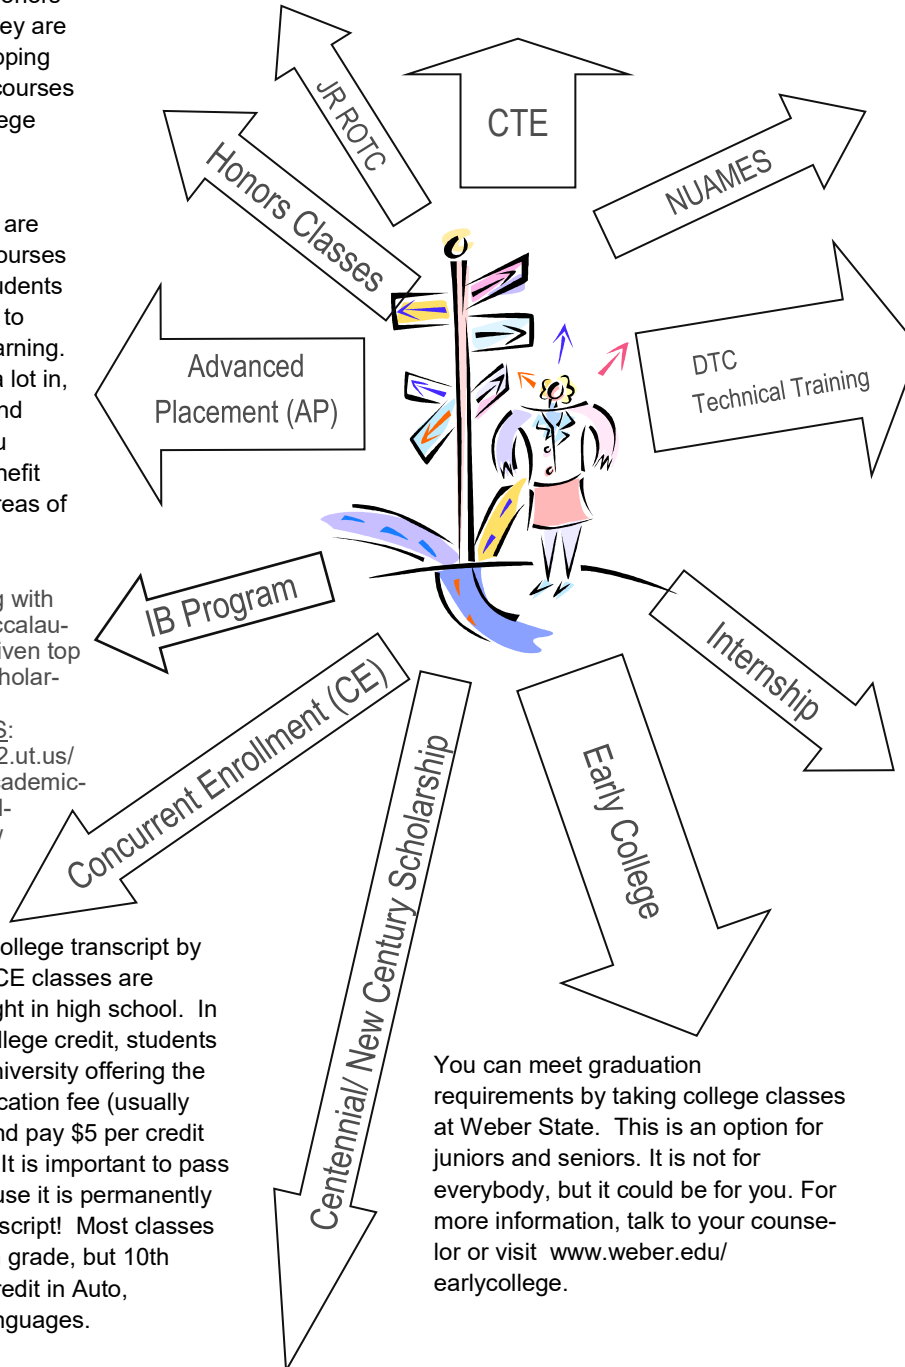 ey are
pping
courses
ege
are
ourses
udents
to
arning.
a lot in,
nd
u
nefit
reas of
g with
ccalau-
iven top
holar-
S:
2.ut.us/
cademic-
l-
JR ROTC
CTE
NUAMES
Honors Classes
Advanced
Placement (AP)
DTC
Technical Training
IB Program
Internship
Concurrent Enrollment (CE)
Early College
Centennial/ New Century Scholarship
ollege transcript by
CE classes are
ght in high school.  In
llege credit, students
niversity offering the
cation fee (usually
nd pay $5 per credit
It is important to pass
use it is permanently
script!  Most classes
grade, but 10th
redit in Auto,
nguages.
You can meet graduation
requirements by taking college classes
at Weber State.  This is an option for
juniors and seniors. It is not for
everybody, but it could be for you. For
more information, talk to your counse-
lor or visit  www.weber.edu/
earlycollege.